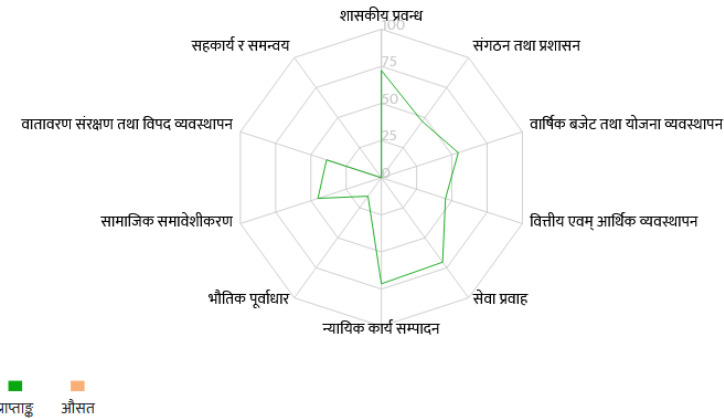 शासकीय प्रवन्ध
100
सहकार्य र समन्वय
संगठन तथा प्रशासन
75
50
वातावरण संरक्षण तथा विपद व्यवस्थापन
वार्षिक बजेट तथा योजना व्यवस्थापन
25
0
सामाजिक समावेशीकरण
वित्तीय एवम् आर्थिक व्यवस्थापन
भौतिक पूर्वाधार
सेवा प्रवाह
न्यायिक कार्य सम्पादन
प्राप्ताङ्क
औसत